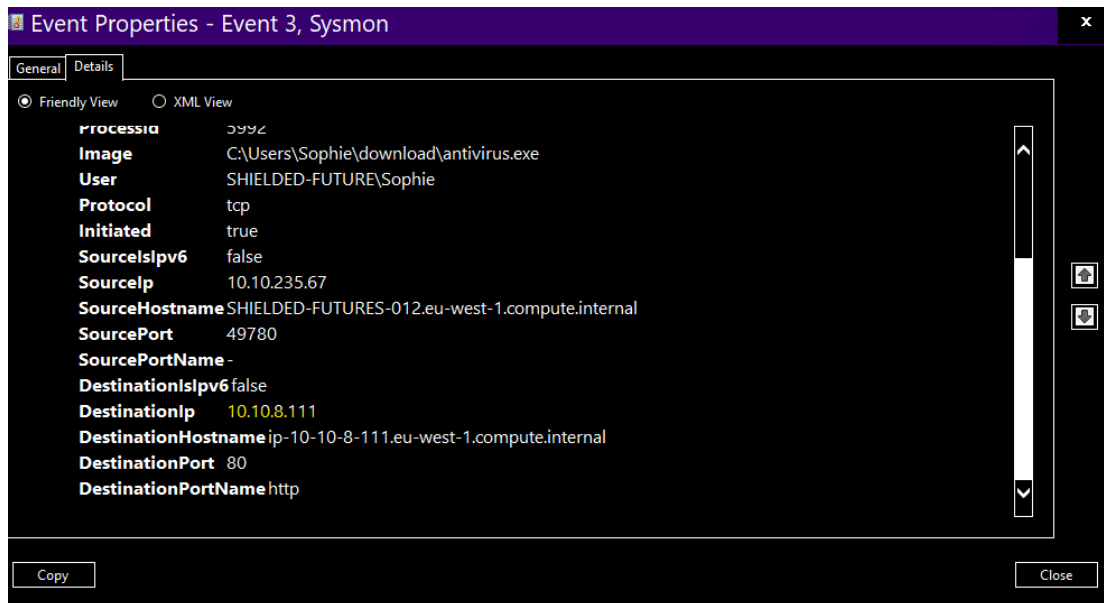 Event Properties - Event 3, Sysmon
x
General Details
Friendly View XML View
ProcessId 5992
Image C:\Users\Sophie\download\antivirus.exe
User SHIELDED-FUTURE\Sophie
Protocol tcp
Initiated true
SourceIsIpv6 false
SourceIp 10.10.235.67
SourceHostname SHIELDED-FUTURES-012.eu-west-1.compute.internal
SourcePort 49780
SourcePortName -
DestinationIsIpv6 false
DestinationIp 10.10.8.111
DestinationHostname ip-10-10-8-111.eu-west-1.compute.internal
DestinationPort 80
DestinationPortName http
Copy Close